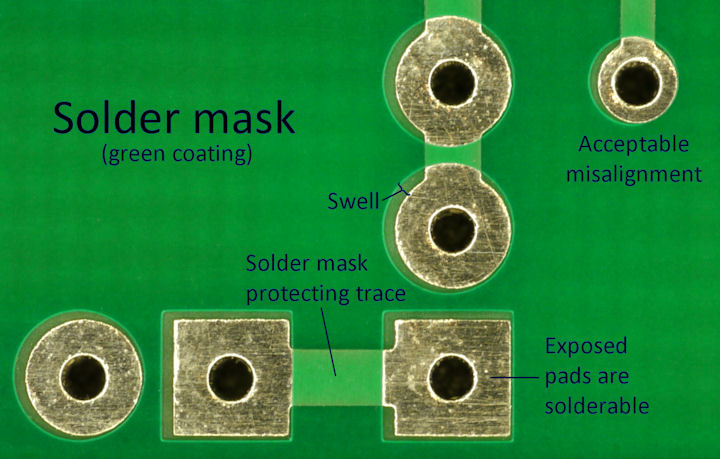 Solder mask
(green coating)
Acceptable
misalignment
Swell
Solder mask
protecting trace
Exposed
pads are
solderable